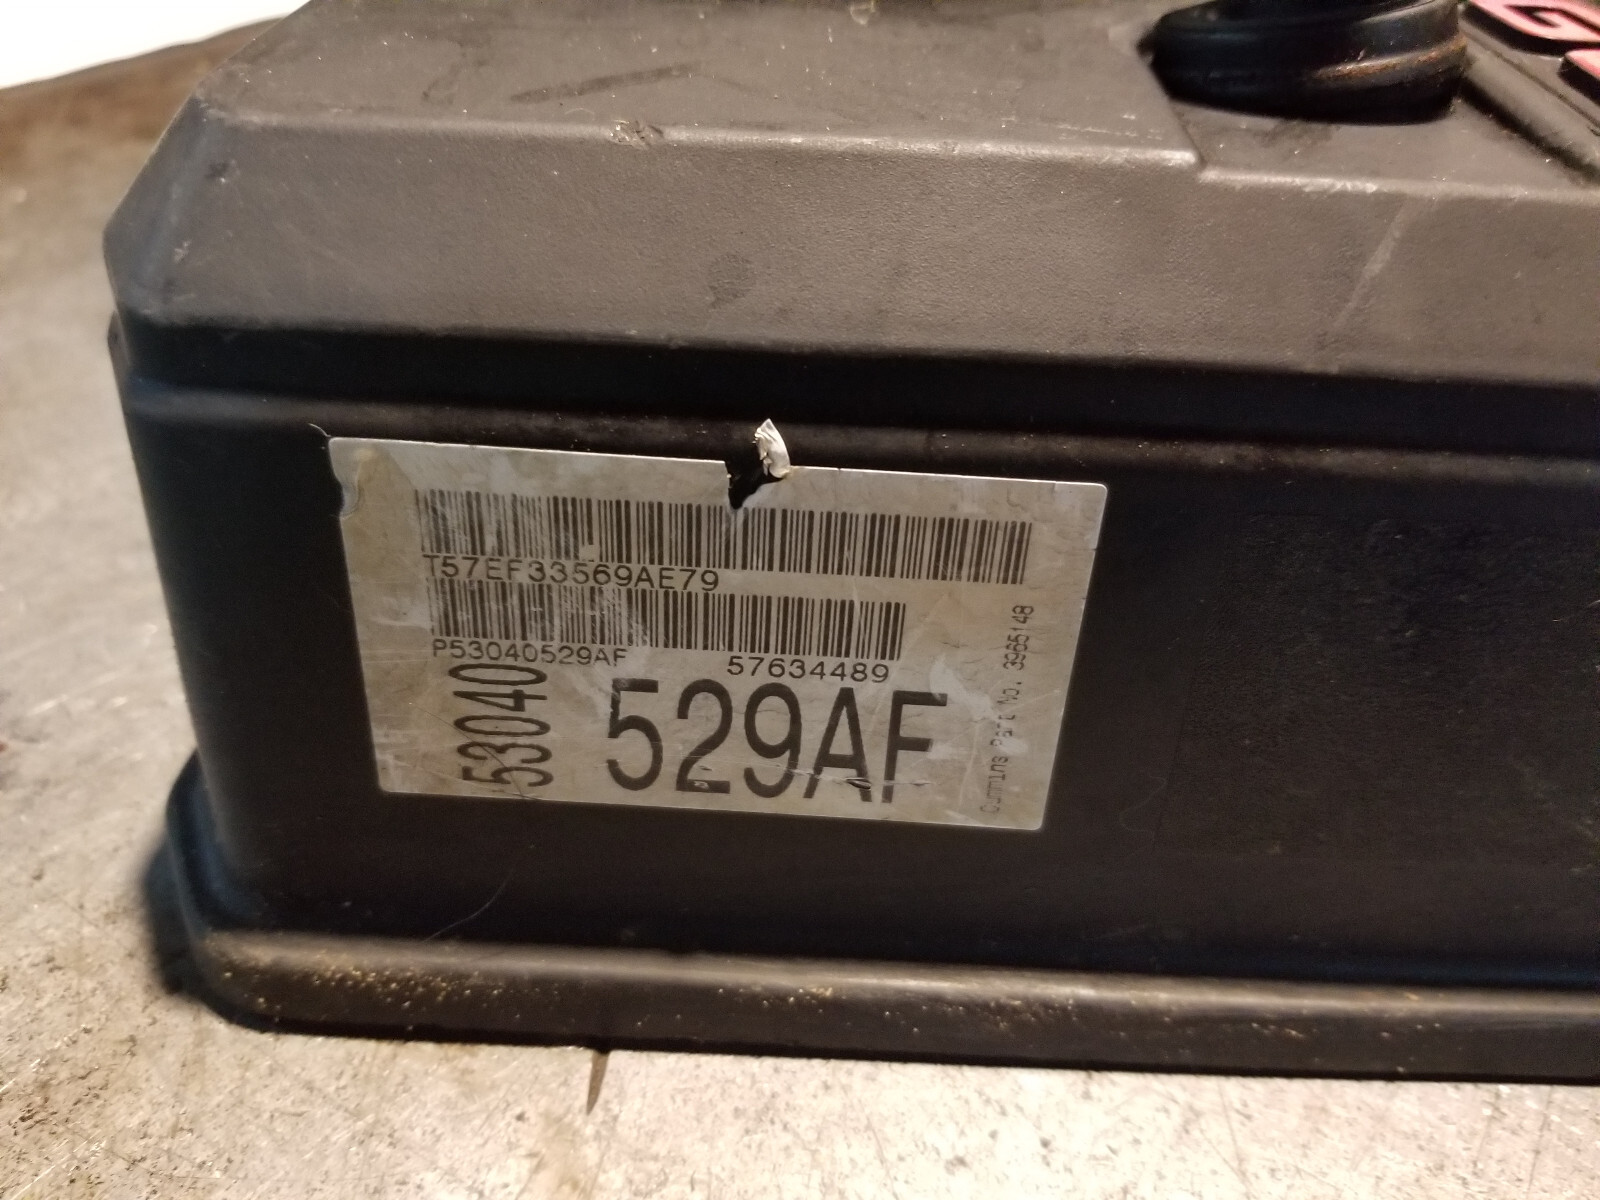 T57EF33569AE79
P53040529AF
57634489
53040
529AF
Cummins Part No. 3965148
G